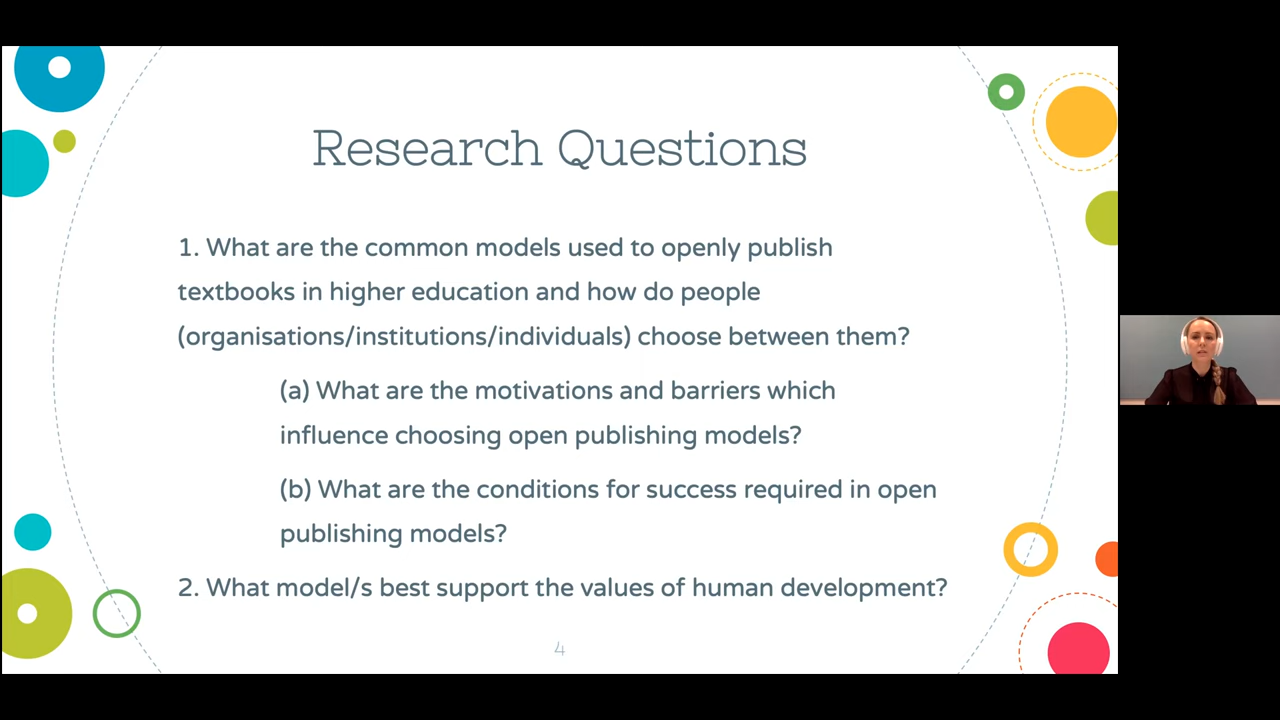 Research Questions
1. What are the common models used to openly publish
textbooks in higher education and how do people
(organisations/institutions/individuals) choose between them?
(a) What are the motivations and barriers which
influence choosing open publishing models?
(b) What are the conditions for success required in open
publishing models?
2. What model/s best support the values of human development?
4